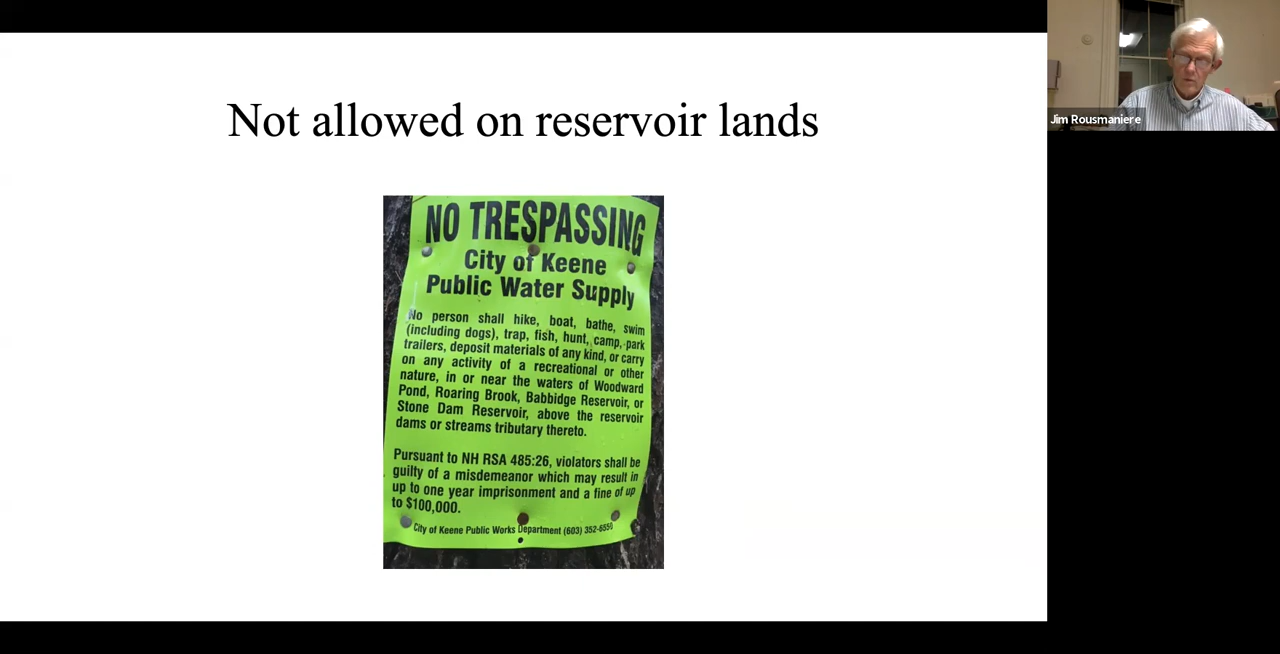 Not allowed on reservoir lands
Jim Rousmaniere
NO TRESPASSING
City of Keene
Public Water Supply
No person shall hike, boat, bathe, swim
(including dogs), trap, fish, hunt, camp, park
trailers, deposit materials of any kind, or carry
on any activity of a recreational or other
nature, in or near the waters of Woodward
Pond, Roaring Brook, Babbidge Reservoir, or
Stone Dam Reservoir, above the reservoir
dams or streams tributary thereto.
Pursuant to NH RSA 485:26, violators shall be
guilty of a misdemeanor which may result in
up to one year imprisonment and a fine of up
to $100,000.
City of Keene Public Works Department (603) 352-6550